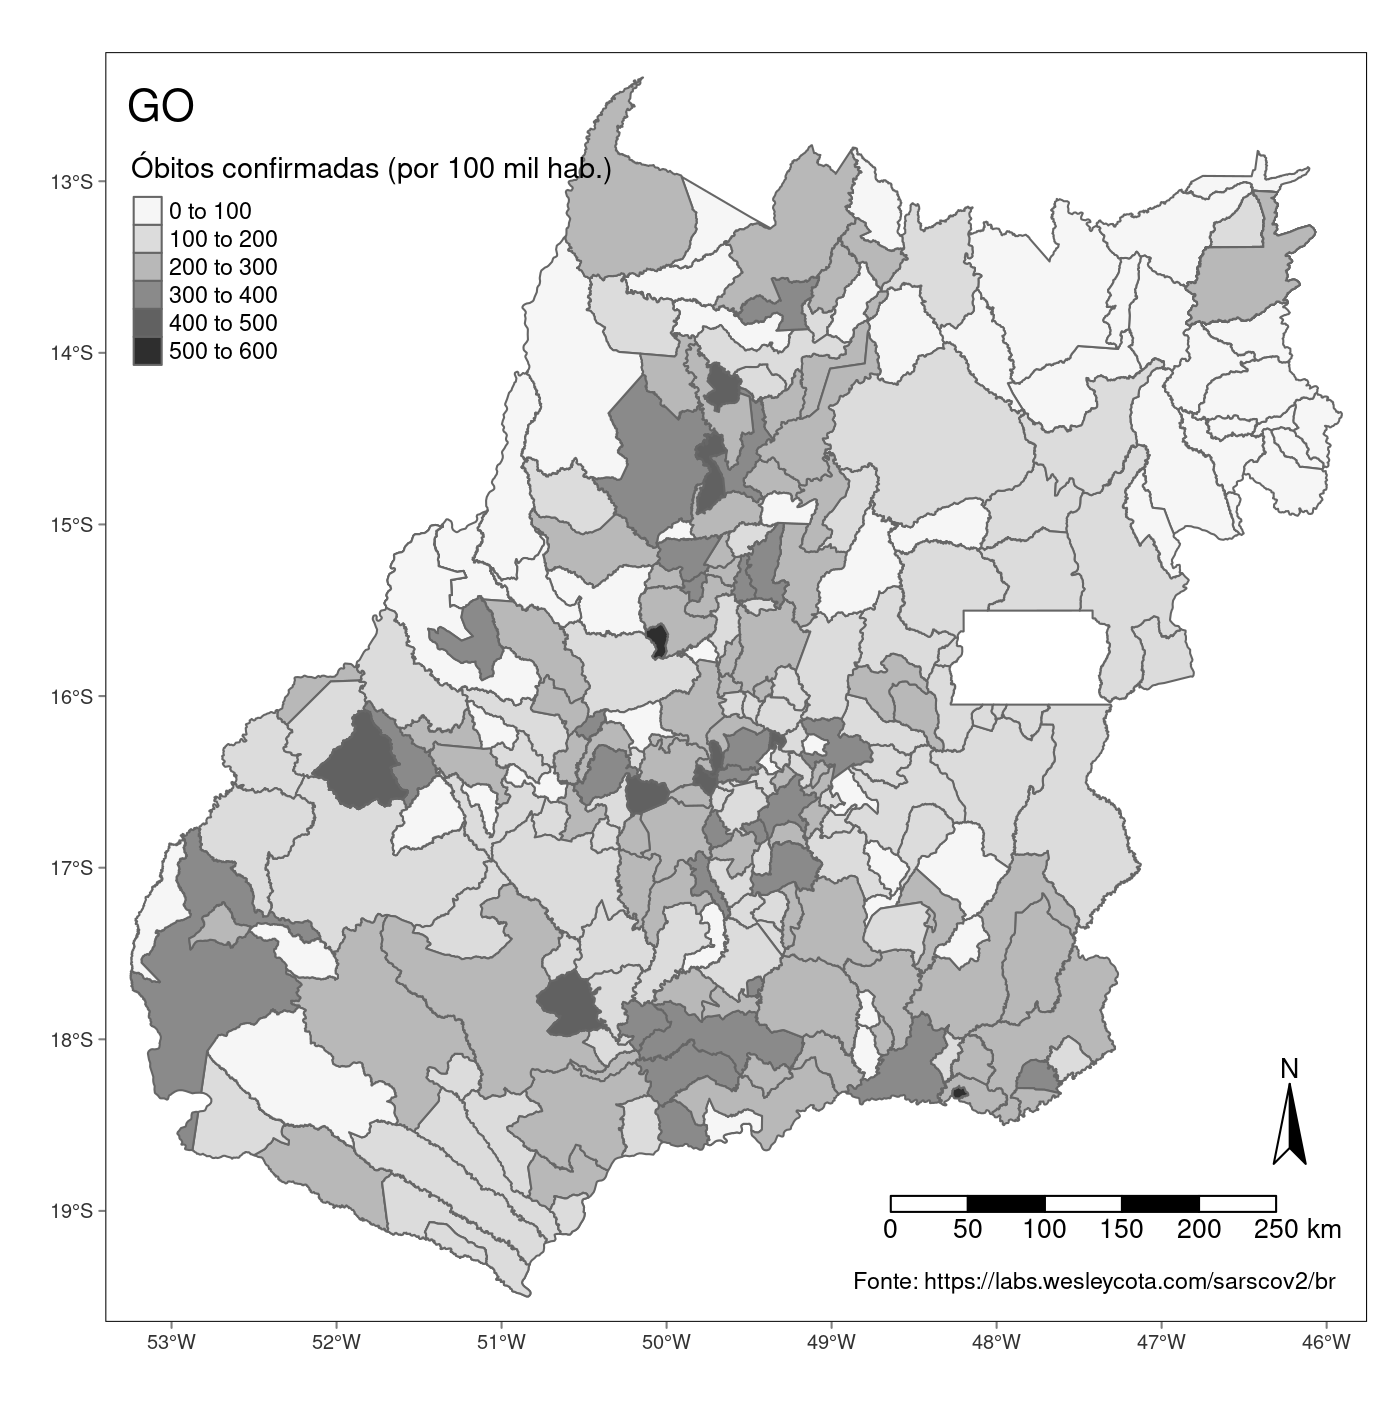 GO
Óbitos confirmadas (por 100 mil hab.)
0 to 100
100 to 200
200 to 300
300 to 400
400 to 500
500 to 600
13°S
14°S
15°S
16°S
17°S
18°S
19°S
N
0 50 100 150 200 250 km
Fonte: https://labs.wesleycota.com/sarscov2/br
53°W 52°W 51°W 50°W 49°W 48°W 47°W 46°W